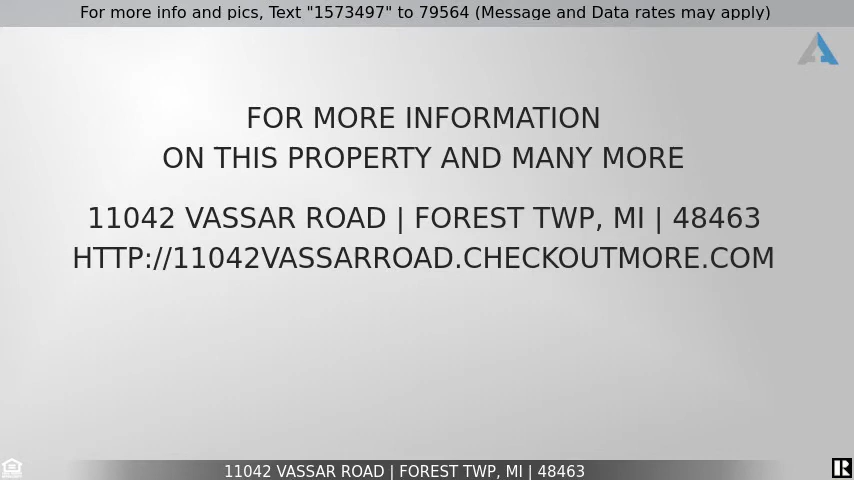 For more info and pics, Text "1573497" to 79564 (Message and Data rates may apply)
FOR MORE INFORMATION
ON THIS PROPERTY AND MANY MORE
11042 VASSAR ROAD | FOREST TWP, MI | 48463
HTTP://11042VASSARROAD.CHECKOUTMORE.COM
11042 VASSAR ROAD | FOREST TWP, MI | 48463